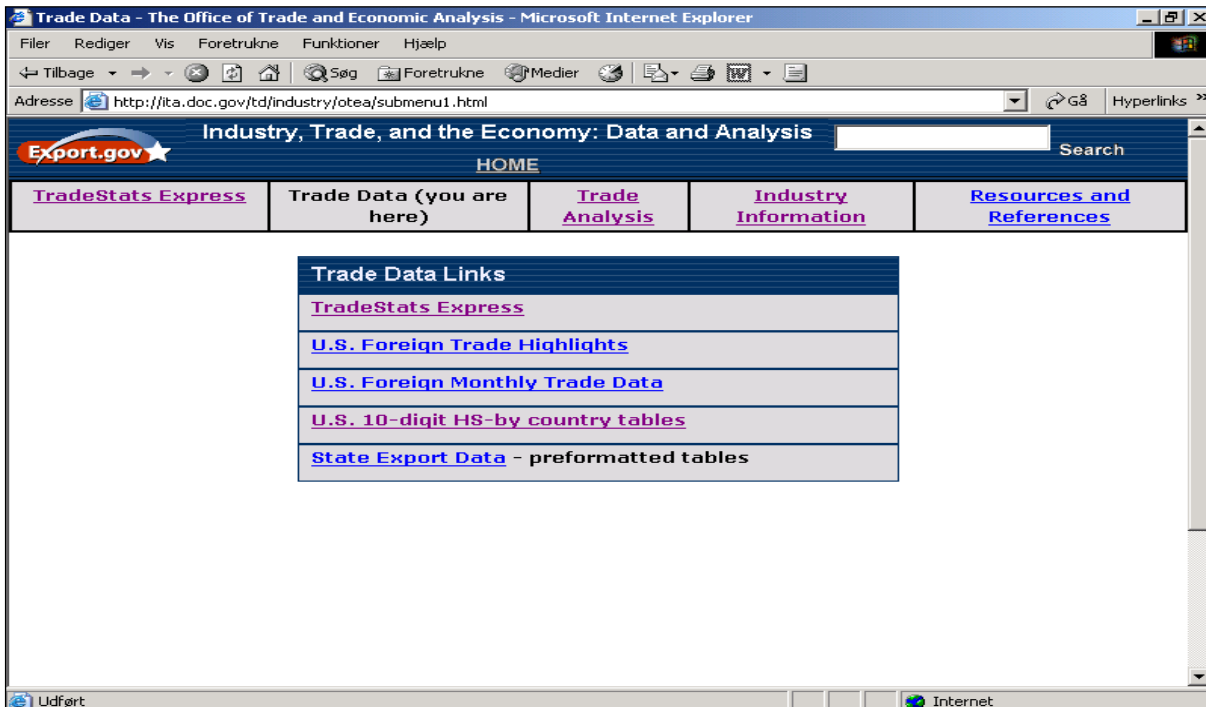 Trade Data - The Office of Trade and Economic Analysis - Microsoft Internet Explorer
Filer Rediger Vis Foretrukne Funktioner Hjælp
Tilbage Søg Foretrukne Medier
Adresse http://ita.doc.gov/td/industry/otea/submenu1.html Gå Hyperlinks
Industry, Trade, and the Economy: Data and Analysis
Export.gov Search
HOME
TradeStats Express
Trade Data (you are
here)
Trade
Analysis
Industry
Information
Resources and
References
Trade Data Links
TradeStats Express
U.S. Foreign Trade Highlights
U.S. Foreign Monthly Trade Data
U.S. 10-digit HS-by country tables
State Export Data - preformatted tables
Udført Internet